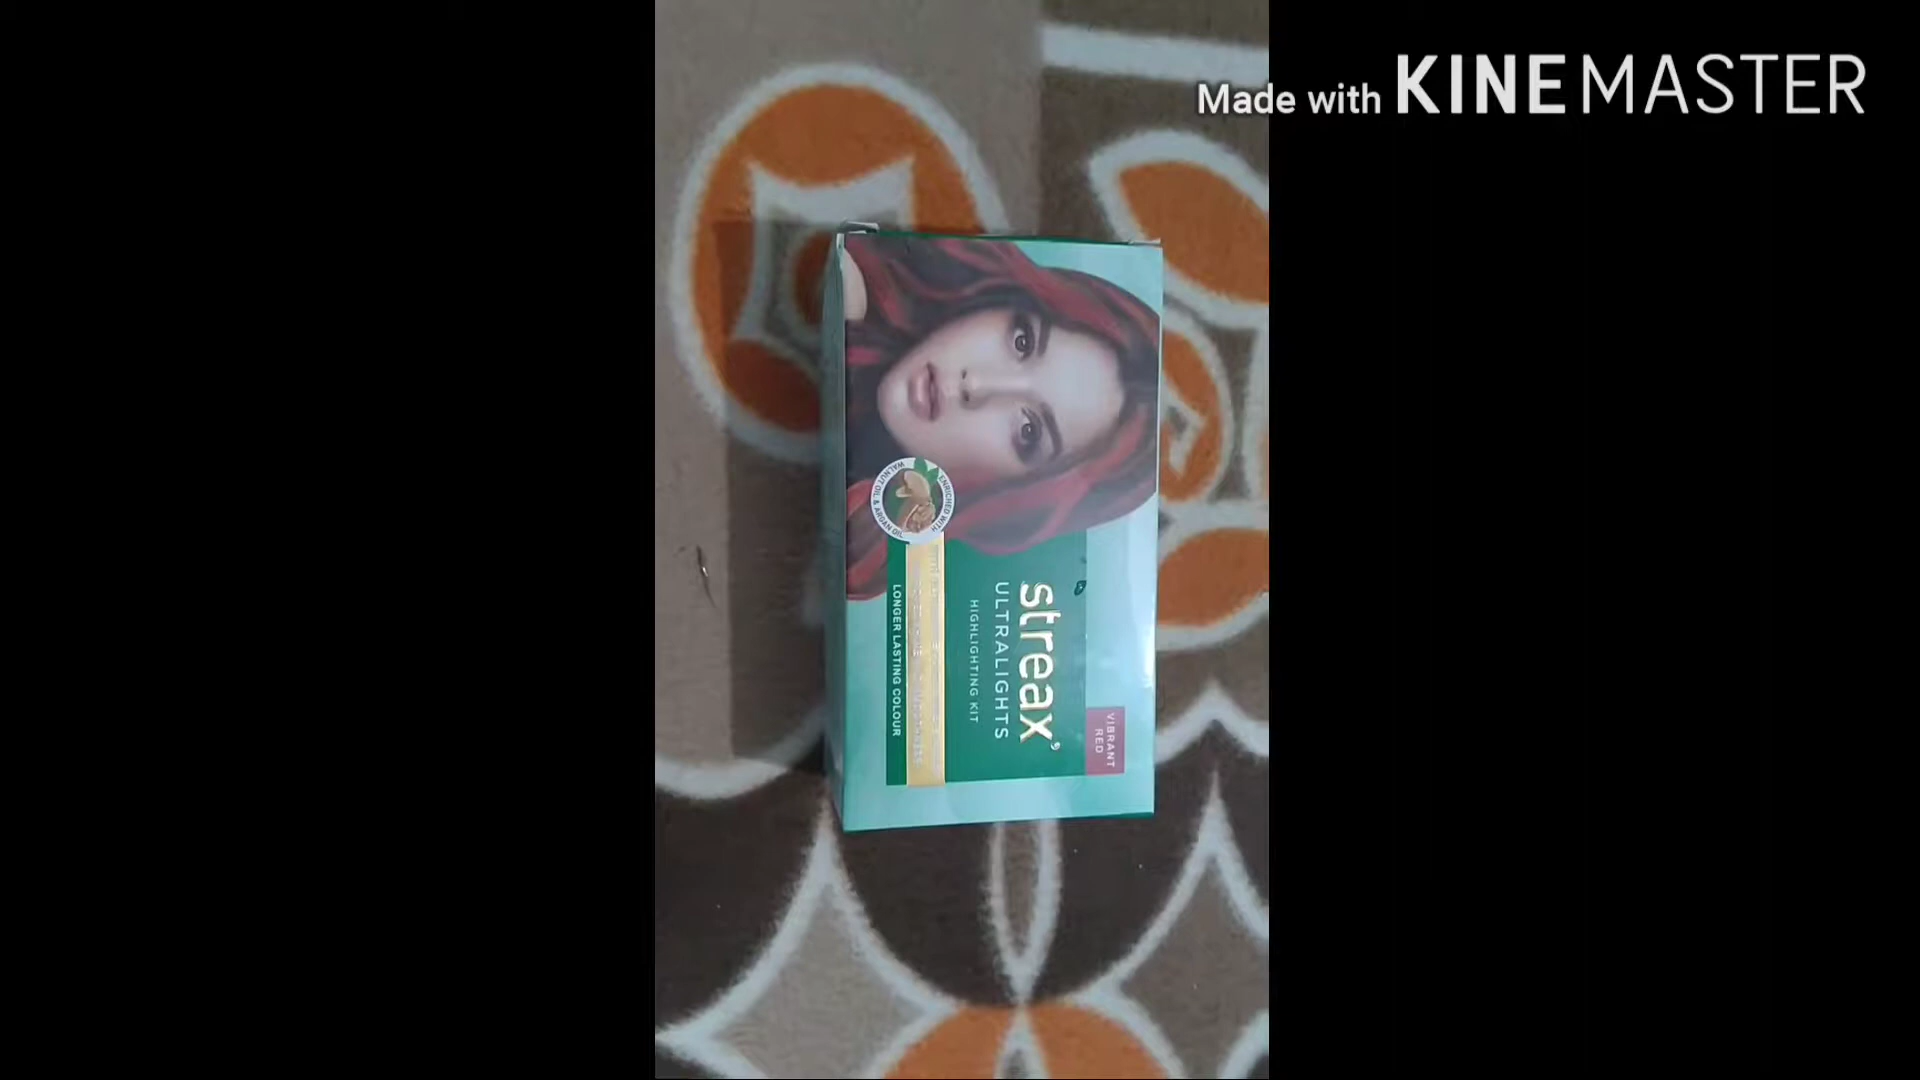 Made with KINEMASTER
VIBRANT
RED
streax
ULTRALIGHTS
HIGHLIGHTING KIT
LONGER LASTING COLOUR
ENRICHED WITH
WALNUT OIL & ARGAN OIL